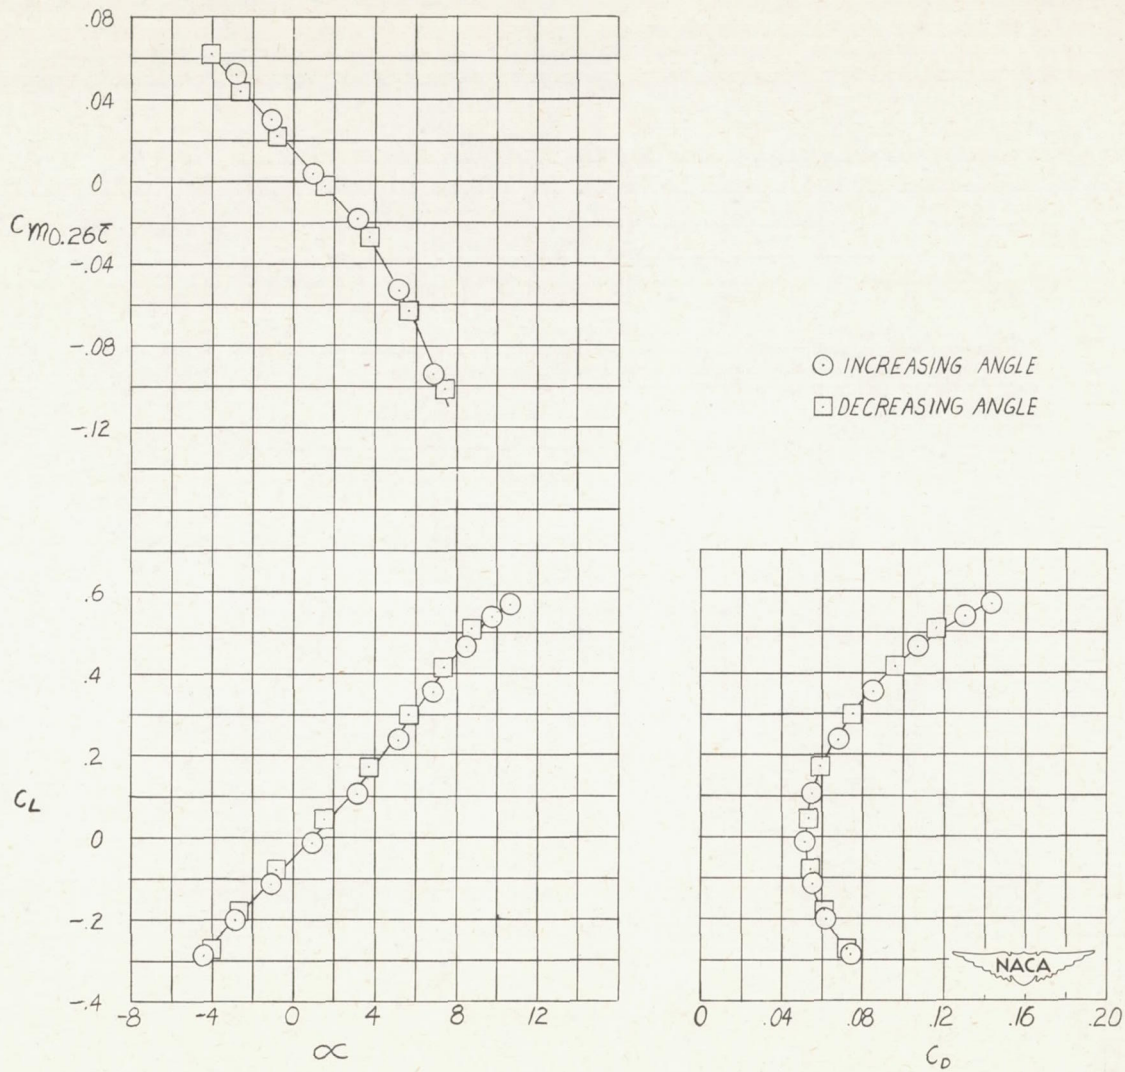 .08
.04
0
Cm0.26c̄
-.04
-.08
-.12
INCREASING ANGLE
DECREASING ANGLE
.6
.4
.2
CL
0
-.2
-.4
-8 -4 0 4 8 12
∝
NACA
0 .04 .08 .12 .16 .20
CD